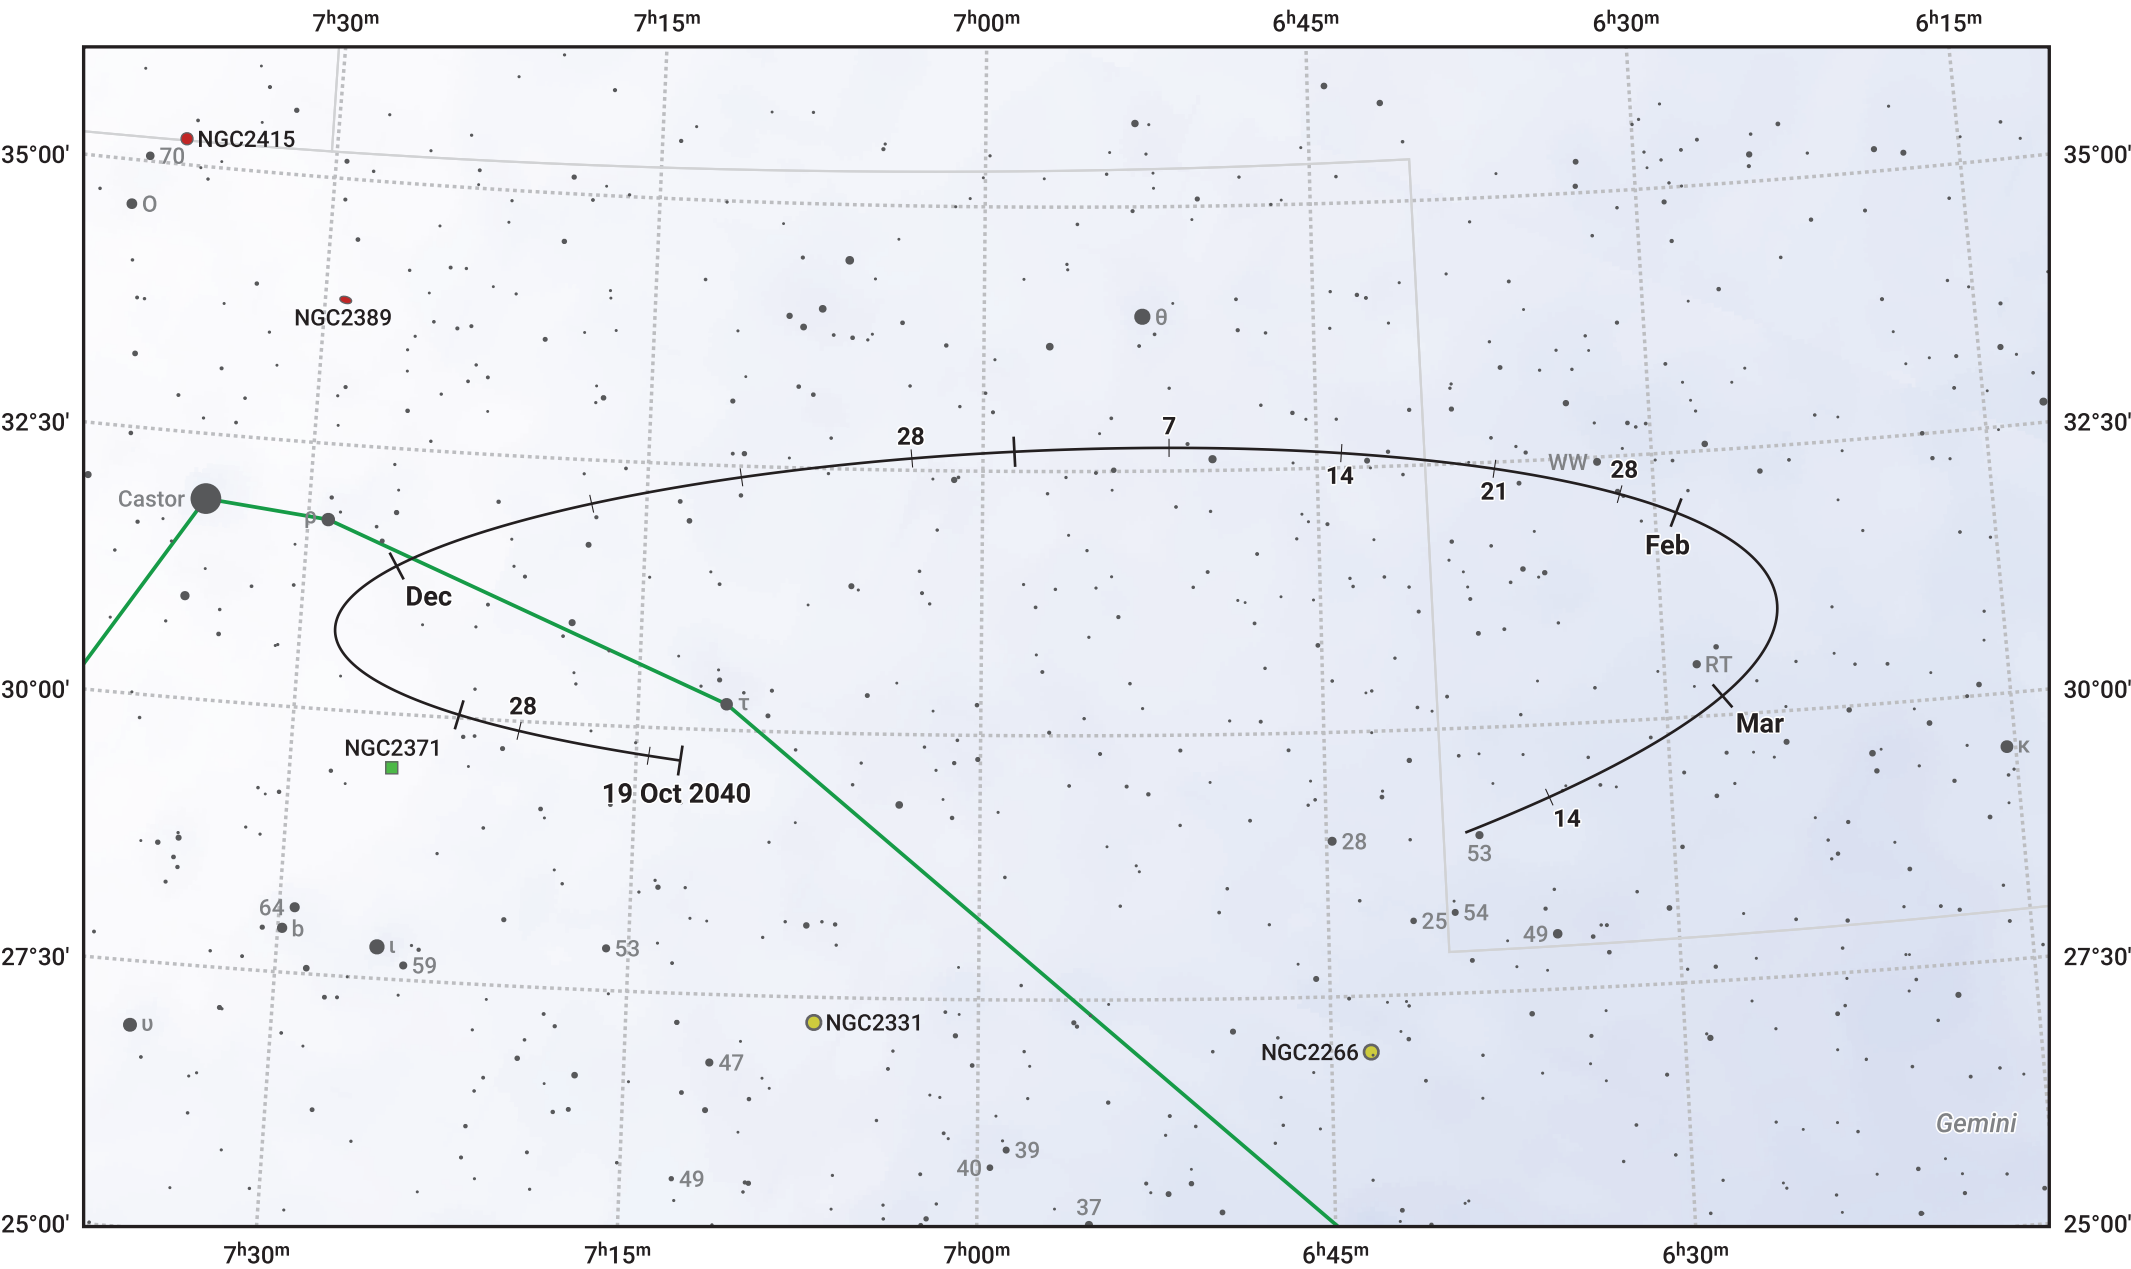 7ʰ30ᵐ 7ʰ15ᵐ 7ʰ00ᵐ 6ʰ45ᵐ 6ʰ30ᵐ 6ʰ15ᵐ
NGC2415
35°00' 70 35°00'
O
NGC2389
θ
32°30' 32°30'
7
28
WW 28
14
21
Castor
ρ
Feb
Dec
RT
30°00' 30°00'
28 τ
Mar
NGC2371 κ
19 Oct 2040
14
28
53
64
25 54
b 49
ι 53
27°30' 59 27°30'
υ NGC2331
NGC2266
47
Gemini
39
40
49
37
25°00' 25°00'
7ʰ30ᵐ 7ʰ15ᵐ 7ʰ00ᵐ 6ʰ45ᵐ 6ʰ30ᵐ